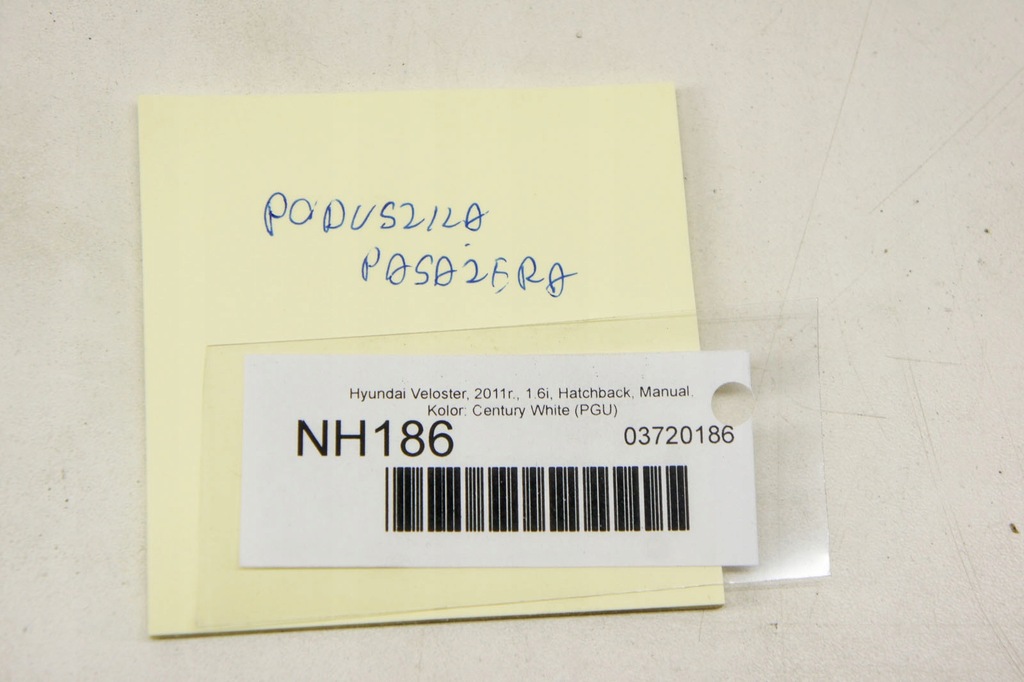 PODUSZKA
PASAŻERA
Hyundai Veloster, 2011r., 1.6i, Hatchback, Manual.
Kolor: Century White (PGU)
NH186
03720186